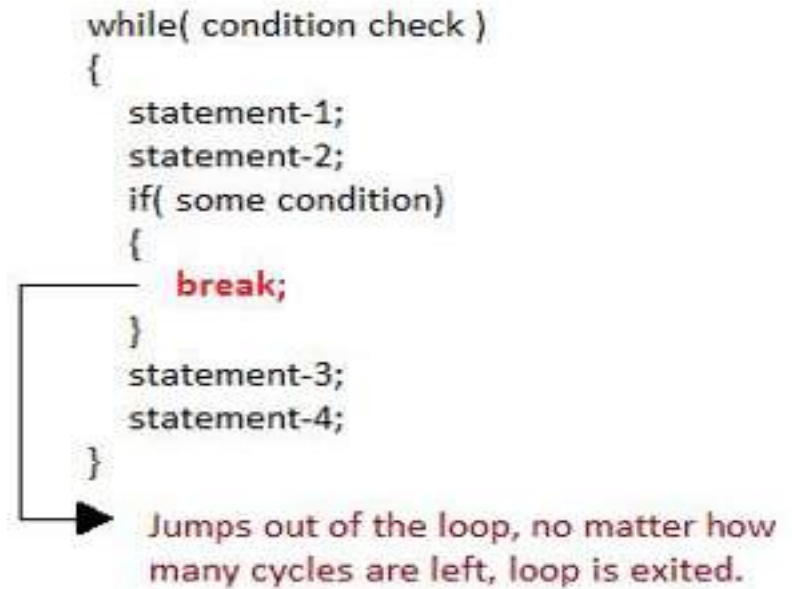 while( condition check )
{
statement-1;
statement-2;
if( some condition)
{
break;
}
statement-3;
statement-4;
}
Jumps out of the loop, no matter how
many cycles are left, loop is exited.